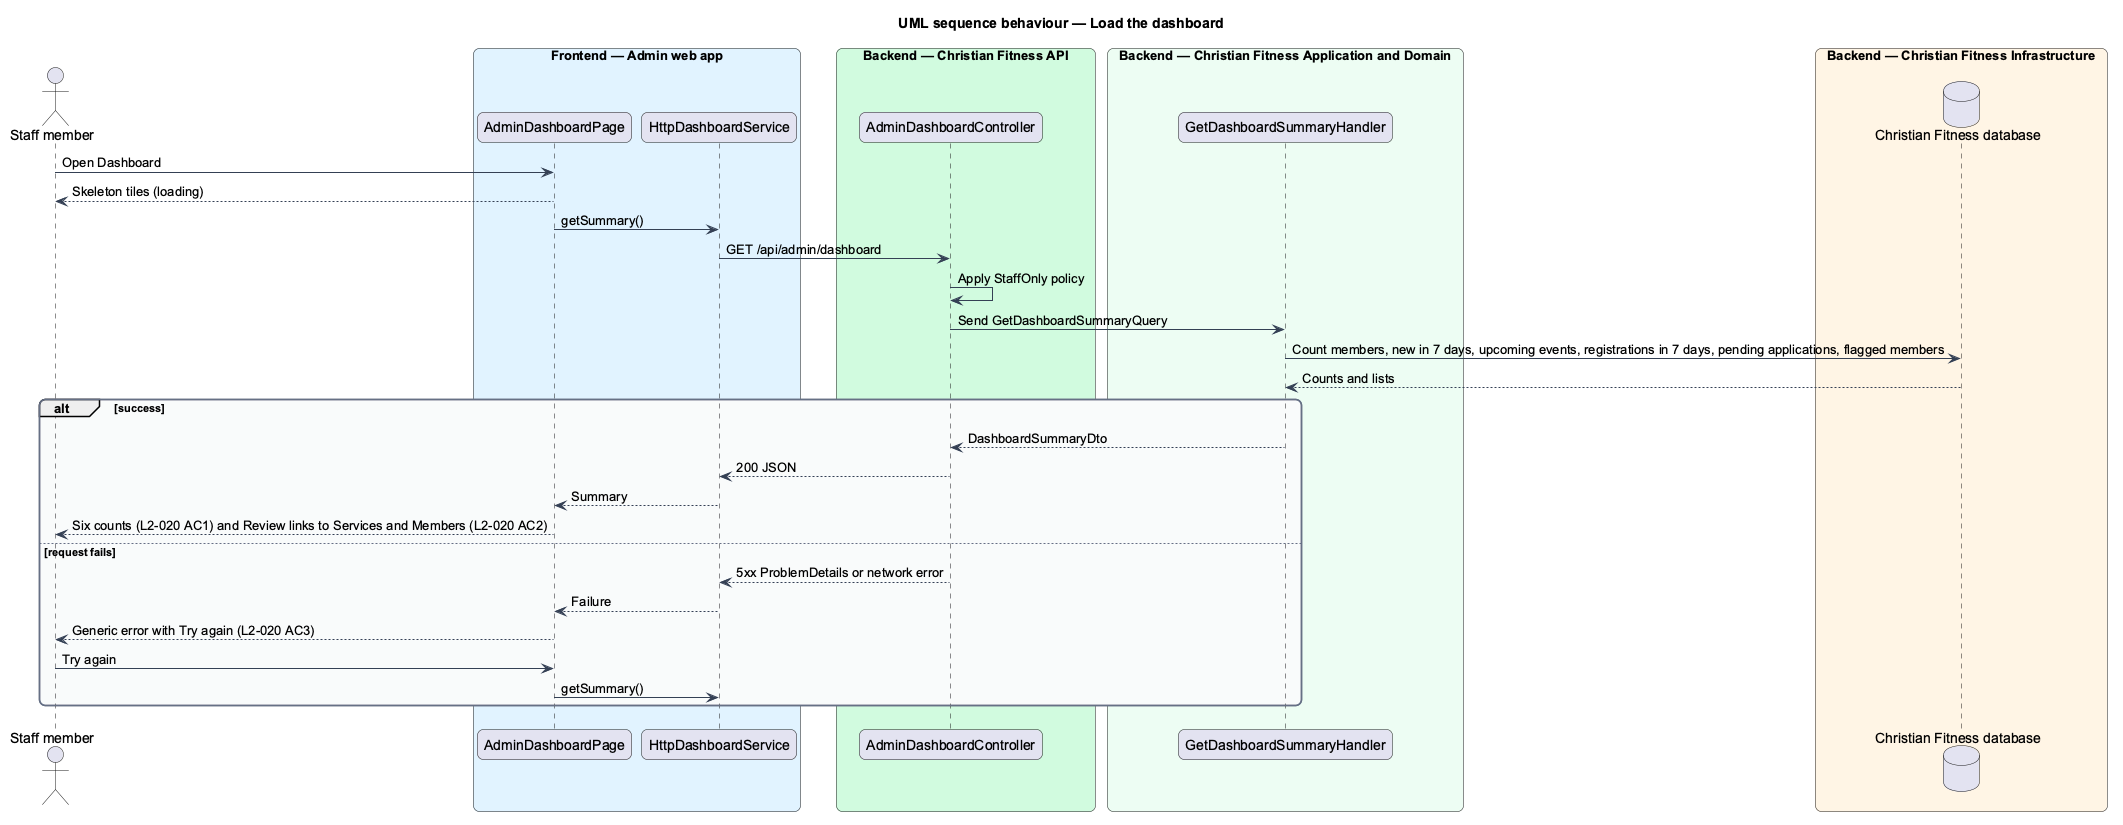 UML sequence behaviour — Load the dashboard
Frontend — Admin web app
Backend — Christian Fitness API
Backend — Christian Fitness Application and Domain
Backend — Christian Fitness Infrastructure
Staff member
AdminDashboardPage
HttpDashboardService
AdminDashboardController
GetDashboardSummaryHandler
Christian Fitness database
Open Dashboard
Skeleton tiles (loading)
getSummary()
GET /api/admin/dashboard
Apply StaffOnly policy
Send GetDashboardSummaryQuery
Count members, new in 7 days, upcoming events, registrations in 7 days, pending applications, flagged members
Counts and lists
alt [success]
DashboardSummaryDto
200 JSON
Summary
Six counts (L2-020 AC1) and Review links to Services and Members (L2-020 AC2)
[request fails]
5xx ProblemDetails or network error
Failure
Generic error with Try again (L2-020 AC3)
Try again
getSummary()
Staff member
AdminDashboardPage
HttpDashboardService
AdminDashboardController
GetDashboardSummaryHandler
Christian Fitness database